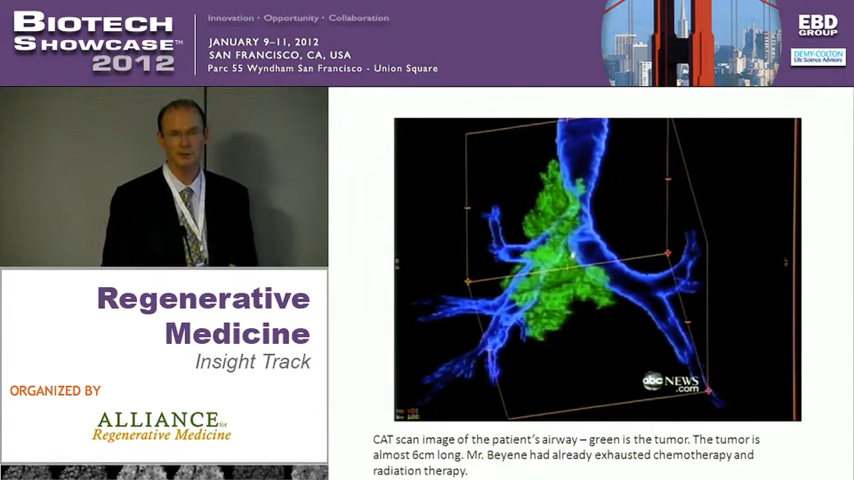 BIOTECH
SHOWCASE™
2012
Innovation • Opportunity • Collaboration
JANUARY 9–11, 2012
SAN FRANCISCO, CA, USA
Parc 55 Wyndham San Francisco - Union Square
EBD
GROUP
DEMY-COLTON
Life Science Advisors
abc NEWS
.com
Regenerative
Medicine
Insight Track
ORGANIZED BY
ALLIANCE for
Regenerative Medicine
CAT scan image of the patient's airway – green is the tumor. The tumor is
almost 6cm long. Mr. Beyene had already exhausted chemotherapy and
radiation therapy.